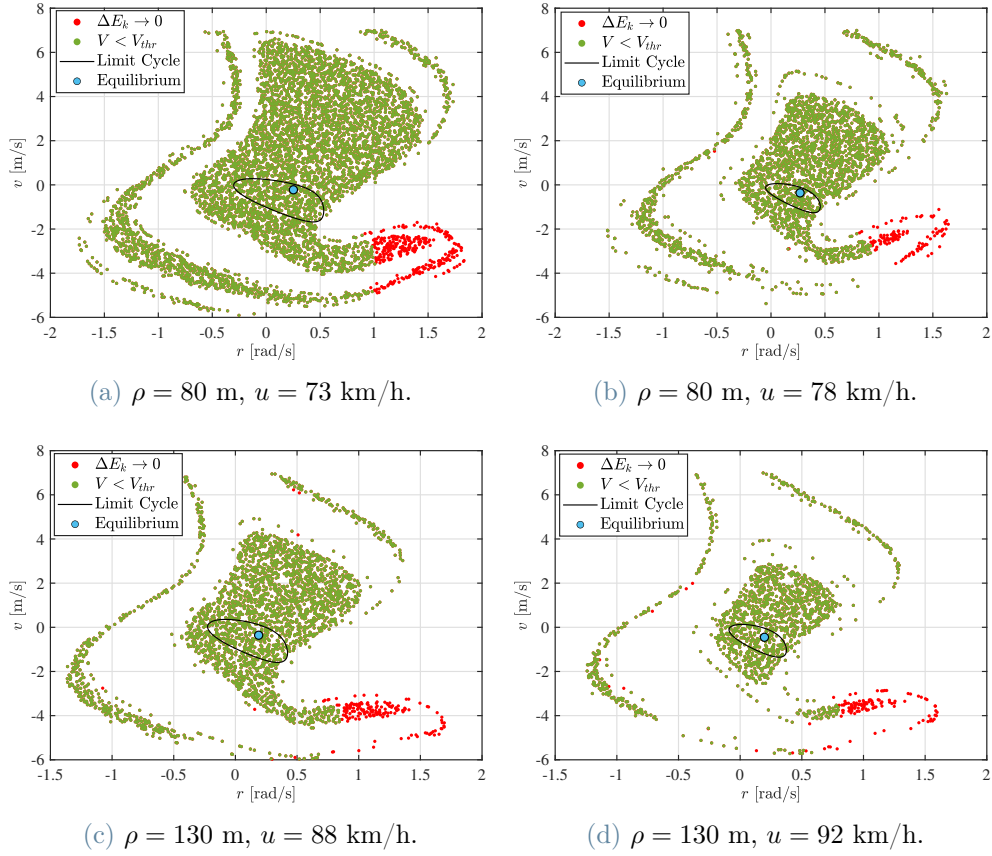 ΔE_k → 0
V < V_thr
Limit Cycle
Equilibrium
8
6
4
2
0
-2
-4
-6
v [m/s]
-2 -1.5 -1 -0.5 0 0.5 1 1.5 2
r [rad/s]
(a) ρ = 80 m, u = 73 km/h.
ΔE_k → 0
V < V_thr
Limit Cycle
Equilibrium
8
6
4
2
0
-2
-4
-6
v [m/s]
-2 -1.5 -1 -0.5 0 0.5 1 1.5 2
r [rad/s]
(b) ρ = 80 m, u = 78 km/h.
ΔE_k → 0
V < V_thr
Limit Cycle
Equilibrium
8
6
4
2
0
-2
-4
-6
v [m/s]
-1.5 -1 -0.5 0 0.5 1 1.5 2
r [rad/s]
(c) ρ = 130 m, u = 88 km/h.
ΔE_k → 0
V < V_thr
Limit Cycle
Equilibrium
8
6
4
2
0
-2
-4
-6
v [m/s]
-1.5 -1 -0.5 0 0.5 1 1.5 2
r [rad/s]
(d) ρ = 130 m, u = 92 km/h.